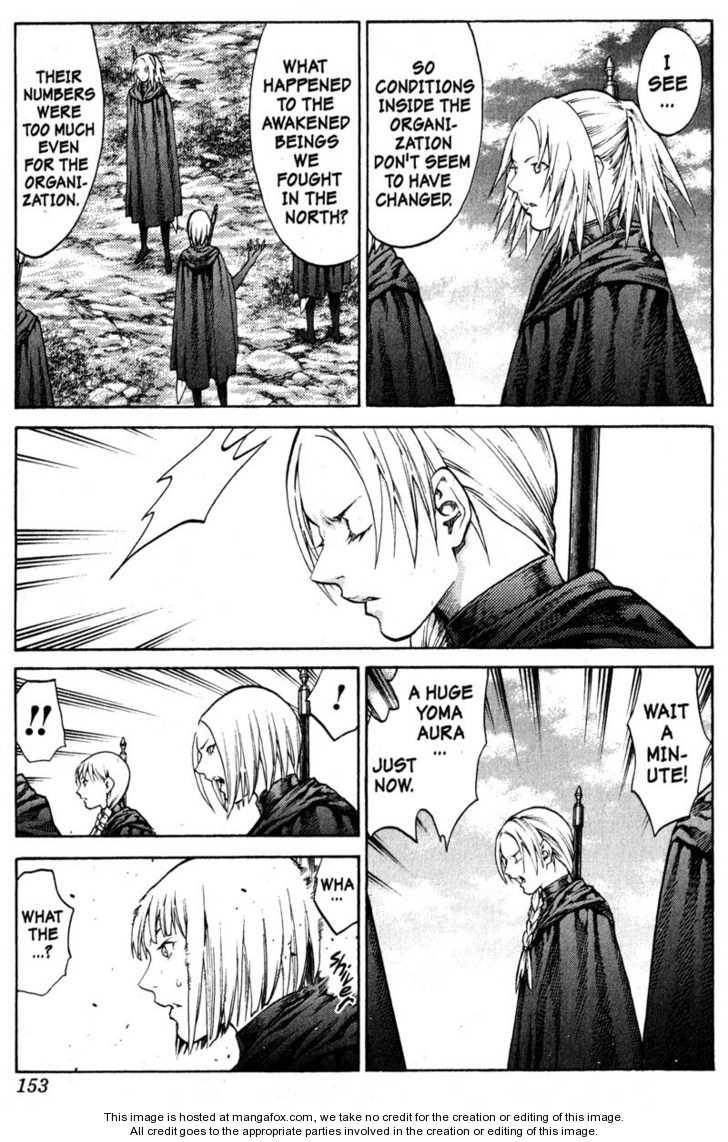 I
SEE
...
SO
CONDITIONS
INSIDE THE
ORGANI-
ZATION
DON'T SEEM
TO HAVE
CHANGED.
WHAT
HAPPENED
TO THE
AWAKENED
BEINGS
WE
FOUGHT
IN THE
NORTH?
THEIR
NUMBERS
WERE
TOO MUCH
EVEN
FOR THE
ORGANI-
ZATION.
WAIT
A
MIN-
UTE!
A HUGE
YOMA
AURA
...
JUST
NOW.
!
!!
WHA
...
Shiver
WHAT
THE
...?
153
This image is hosted at mangafox.com, we take no credit for the creation or editing of this image.
All credit goes to the appropriate parties involved in the creation or editing of this image.